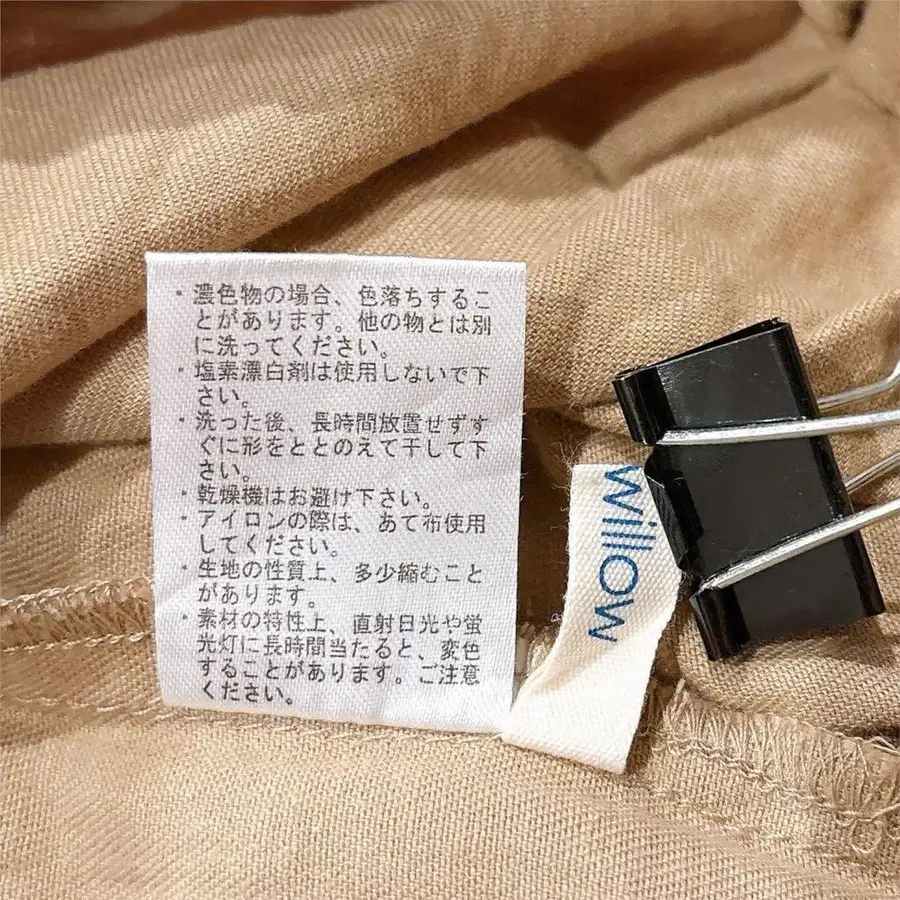 ・濃色物の場合、色落ちするこ
とがあります。他の物とは別
に洗ってください。
・塩素漂白剤は使用しないで下
さい。
・洗った後、長時間放置せずす
ぐに形をととのえて干して下
さい。
・乾燥機はお避け下さい。
・アイロンの際は、あて布使用
してください。
・生地の性質上、多少縮むこと
があります。
・素材の特性上、直射日光や蛍
光灯に長時間当たると、変色
することがあります。ご注意
ください。
willow